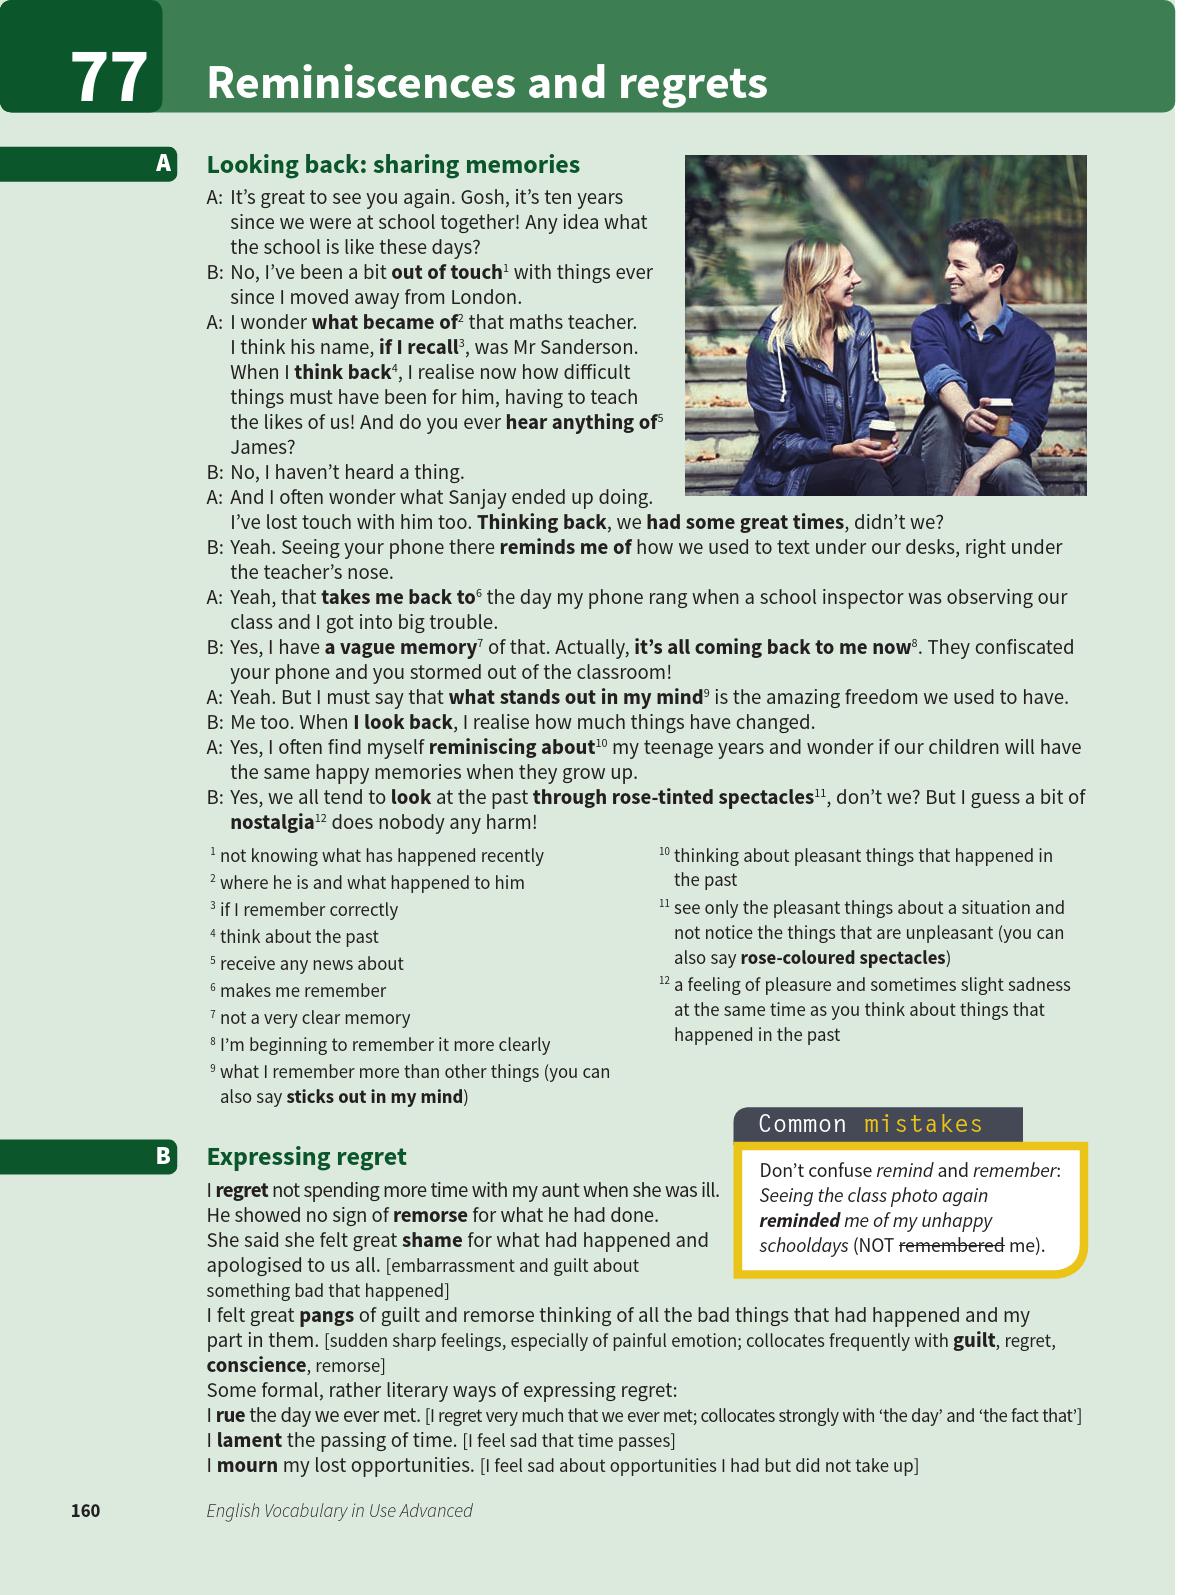 77
Reminiscences and regrets
A
Looking back: sharing memories
A: It’s great to see you again. Gosh, it’s ten years
since we were at school together! Any idea what
the school is like these days?
B: No, I’ve been a bit out of touch1 with things ever
since I moved away from London.
A: I wonder what became of2 that maths teacher.
I think his name, if I recall3, was Mr Sanderson.
When I think back4, I realise now how difficult
things must have been for him, having to teach
the likes of us! And do you ever hear anything of5
James?
B: No, I haven’t heard a thing.
A: And I often wonder what Sanjay ended up doing.
I’ve lost touch with him too. Thinking back, we had some great times, didn’t we?
B: Yeah. Seeing your phone there reminds me of how we used to text under our desks, right under
the teacher’s nose.
A: Yeah, that takes me back to6 the day my phone rang when a school inspector was observing our
class and I got into big trouble.
B: Yes, I have a vague memory7 of that. Actually, it’s all coming back to me now8. They confiscated
your phone and you stormed out of the classroom!
A: Yeah. But I must say that what stands out in my mind9 is the amazing freedom we used to have.
B: Me too. When I look back, I realise how much things have changed.
A: Yes, I often find myself reminiscing about10 my teenage years and wonder if our children will have
the same happy memories when they grow up.
B: Yes, we all tend to look at the past through rose-tinted spectacles11, don’t we? But I guess a bit of
nostalgia12 does nobody any harm!
1 not knowing what has happened recently
2 where he is and what happened to him
3 if I remember correctly
4 think about the past
5 receive any news about
6 makes me remember
7 not a very clear memory
8 I’m beginning to remember it more clearly
9 what I remember more than other things (you can
also say sticks out in my mind)
10 thinking about pleasant things that happened in
the past
11 see only the pleasant things about a situation and
not notice the things that are unpleasant (you can
also say rose-coloured spectacles)
12 a feeling of pleasure and sometimes slight sadness
at the same time as you think about things that
happened in the past
B
Expressing regret
I regret not spending more time with my aunt when she was ill.
He showed no sign of remorse for what he had done.
She said she felt great shame for what had happened and
apologised to us all. [embarrassment and guilt about
something bad that happened]
I felt great pangs of guilt and remorse thinking of all the bad things that had happened and my
part in them. [sudden sharp feelings, especially of painful emotion; collocates frequently with guilt, regret,
conscience, remorse]
Some formal, rather literary ways of expressing regret:
I rue the day we ever met. [I regret very much that we ever met; collocates strongly with ‘the day’ and ‘the fact that’]
I lament the passing of time. [I feel sad that time passes]
I mourn my lost opportunities. [I feel sad about opportunities I had but did not take up]
Common mistakes
Don’t confuse remind and remember:
Seeing the class photo again
reminded me of my unhappy
schooldays (NOT remembered me).
160
English Vocabulary in Use Advanced